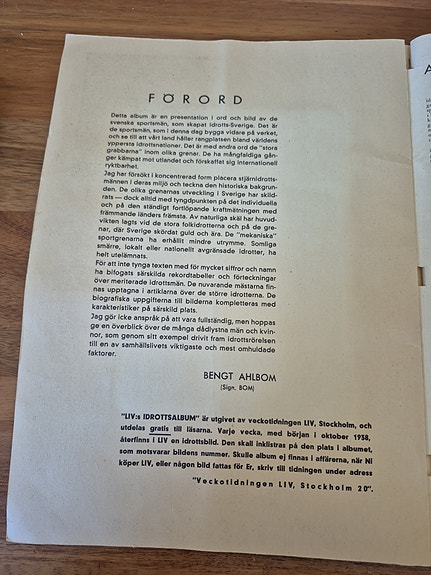 FÖRORD
Detta album är en presentation i ord och bild av de
svenska sportsmän, som skapat Idrotts-Sverige. Det är
de sportsmän, som i denna dag bygga vidare på verket,
och se till att vårt land håller rangplatsen bland världens
yppersta idrottsnationer. Det är med andra ord de "stora
grabbarna" inom olika grenar. De ha mångfaldiga gån-
ger kämpat mot utlandet och förskaffat sig internationell
ryktbarhet.
Jag har försökt i koncentrerad form placera stjärnidrotts-
männen i deras miljö och teckna den historiska bakgrun-
den. De olika grenarnas utveckling i Sverige har skild-
rats — dock alltid med tyngdpunkten på det individuella
och på den ständigt fortlöpande kraftmätningen med
främmande länders främsta. Av naturliga skäl har huvud-
vikten lagts vid de stora folkidrotterna och på de gre-
nar, där Sverige skördat guld och ära. De "mekaniska"
sportgrenarna ha erhållit mindre utrymme. Somliga
smärre, lokalt eller nationellt avgränsade idrotter, ha
helt utelämnats.
För att inte tynga texten med för mycket siffror och namn
ha bifogats särskilda rekordtabeller och förteckningar
över meriterade idrottsmän. De nuvarande mästarna fin-
nas upptagna i artiklarna över de större idrotterna. De
biografiska uppgifterna till bilderna kompletteras med
karakteristiker på särskild plats.
Jag gör icke anspråk på att vara fullständig, men hoppas
ge en överblick över de många dådlystna män och kvin-
nor, som genom sitt exempel drivit fram idrottsrörelsen
till en av samhällslivets viktigaste och mest omhuldade
faktorer.
BENGT AHLBOM
(Sign. BOM)
"LIV:s IDROTTSALBUM" är utgivet av veckotidningen LIV, Stockholm, och
utdelas gratis till läsarna. Varje vecka, med början i oktober 1938,
återfinns i LIV en idrottsbild. Den skall inklistras på den plats i albumet,
som motsvarar bildens nummer. Skulle album ej finnas i affärerna, när Ni
köper LIV, eller någon bild fattas för Er, skriv till tidningen under adress
"Veckotidningen LIV, Stockholm 20".